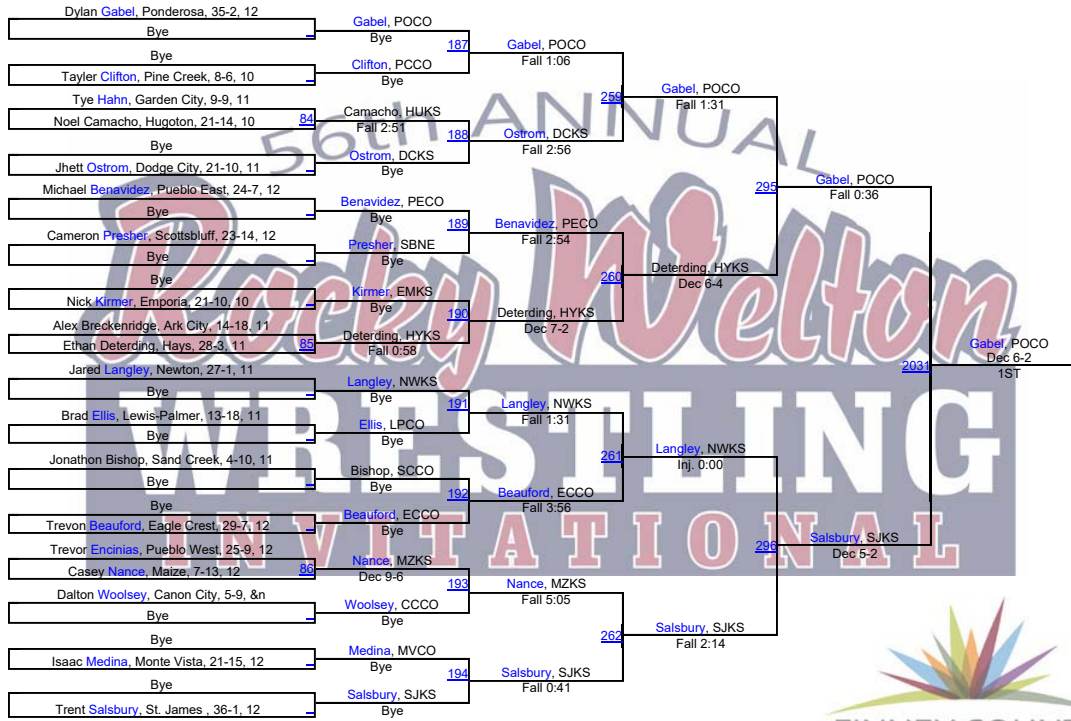 Dylan Gabel, Ponderosa, 35-2, 12
Bye
Bye
Tayler Clifton, Pine Creek, 8-6, 10
Tye Hahn, Garden City, 9-9, 11
84
Noel Camacho, Hugoton, 21-14, 10
Bye
Jhett Ostrom, Dodge City, 21-10, 11
Michael Benavidez, Pueblo East, 24-7, 12
Bye
Cameron Presher, Scottsbluff, 23-14, 12
Bye
Bye
Nick Kirmer, Emporia, 21-10, 10
Alex Breckenridge, Ark City, 14-18, 11
85
Ethan Deterding, Hays, 28-3, 11
Jared Langley, Newton, 27-1, 11
Bye
Brad Ellis, Lewis-Palmer, 13-18, 11
Bye
Jonathon Bishop, Sand Creek, 4-10, 11
Bye
Bye
Trevon Beauford, Eagle Crest, 29-7, 12
Trevor Encinias, Pueblo West, 25-9, 12
86
Casey Nance, Maize, 7-13, 12
Dalton Woolsey, Canon City, 5-9, &n
Bye
Bye
Isaac Medina, Monte Vista, 21-15, 12
Bye
Trent Salsbury, St. James , 36-1, 12
Gabel, POCO
Bye
187
Clifton, PCCO
Bye
Camacho, HUKS
Fall 2:51
188
Ostrom, DCKS
Bye
Benavidez, PECO
Bye
189
Presher, SBNE
Bye
Kirmer, EMKS
Bye
190
Deterding, HYKS
Fall 0:58
Langley, NWKS
Bye
191
Ellis, LPCO
Bye
Bishop, SCCO
Bye
192
Beauford, ECCO
Bye
Nance, MZKS
Dec 9-6
193
Woolsey, CCCO
Bye
Medina, MVCO
Bye
194
Salsbury, SJKS
Bye
Gabel, POCO
Fall 1:06
259
Ostrom, DCKS
Fall 2:56
Benavidez, PECO
Fall 2:54
260
Deterding, HYKS
Dec 7-2
Langley, NWKS
Fall 1:31
261
Beauford, ECCO
Fall 3:56
Nance, MZKS
Fall 5:05
262
Salsbury, SJKS
Fall 0:41
Gabel, POCO
Fall 1:31
295
Deterding, HYKS
Dec 6-4
Langley, NWKS
Inj. 0:00
296
Salsbury, SJKS
Fall 2:14
Gabel, POCO
Fall 0:36
2031
Salsbury, SJKS
Dec 5-2
Gabel, POCO
Dec 6-2
1ST
56th ANNUAL
Rocky Welton
WRESTLING
INVITATIONAL